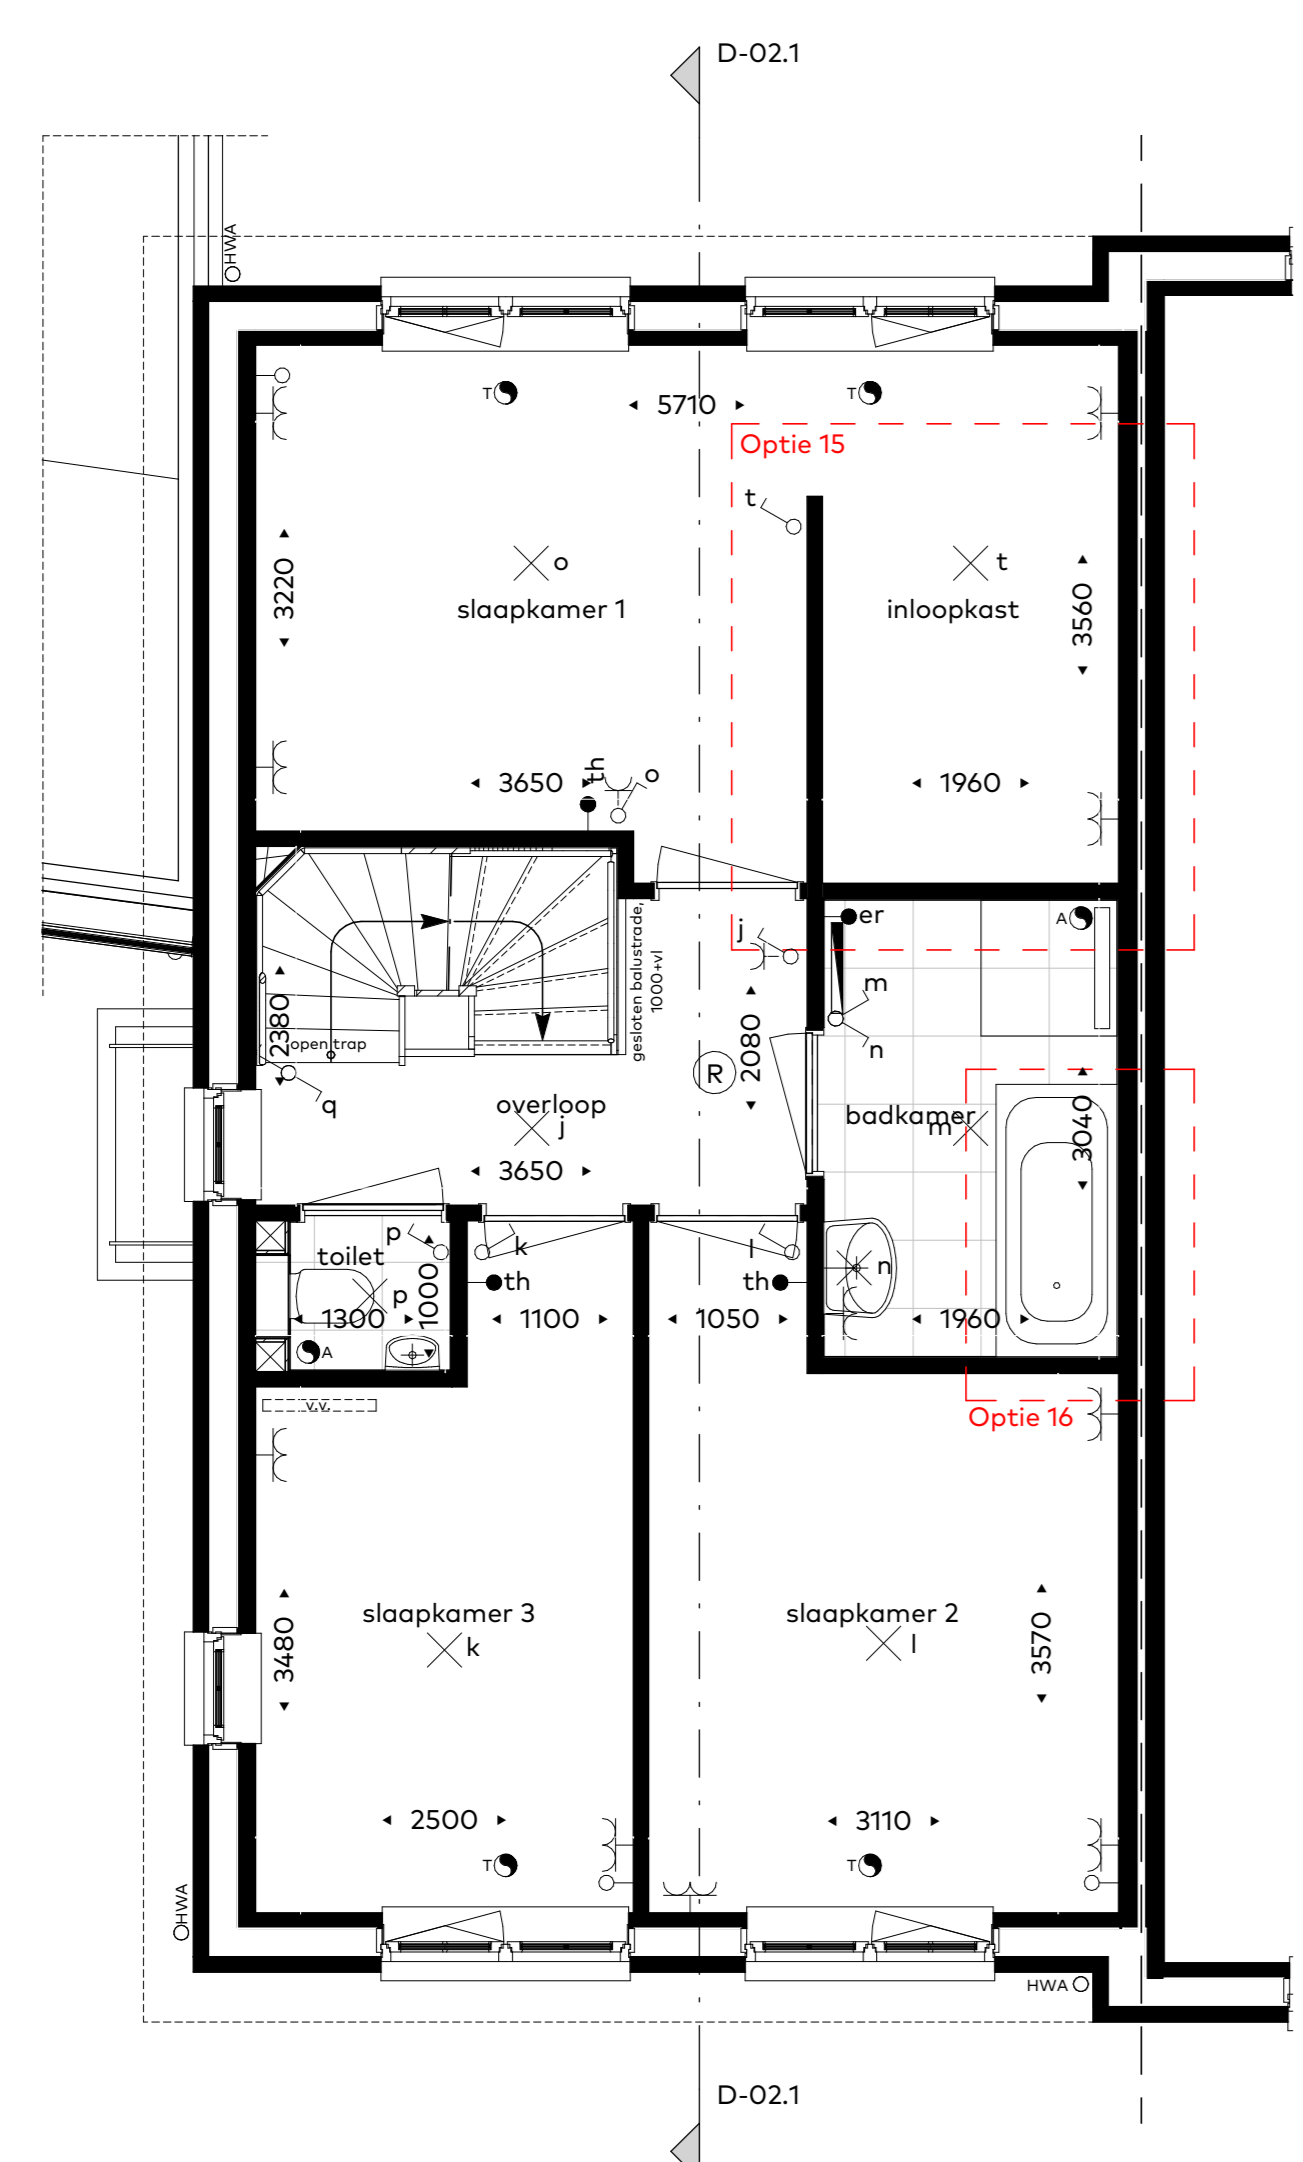 D-02.1
HWA
T
T
5710
Optie 15
t
o
t
3220
slaapkamer 1
inloopkast
3560
th
o
3650
1960
gesloten balustrade,
1000+vl
j
er
A
m
n
2380
open trap
q
R
2080
overloop
j
badkamer
m
3040
3650
p
toilet
k
l
th
th
n
p
1000
1300
1100
1050
1960
A
v.v.
Optie 16
slaapkamer 3
slaapkamer 2
k
l
3480
3570
2500
3110
T
T
HWA
HWA
D-02.1